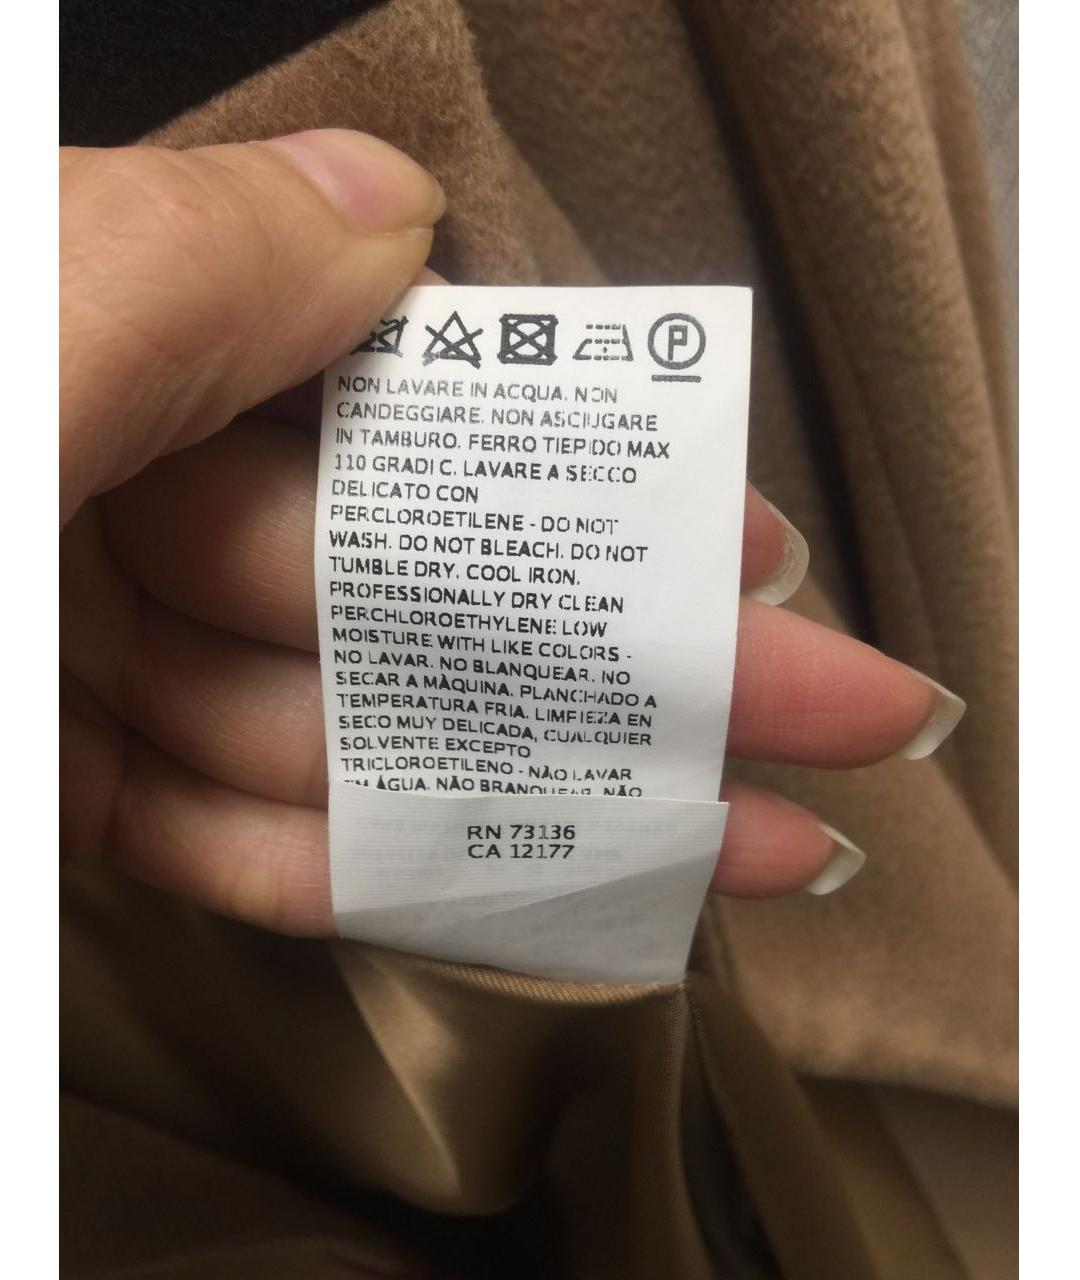 P
NON LAVARE IN ACQUA. NON
CANDEGGIARE. NON ASCIUGARE
IN TAMBURO. FERRO TIEPIDO MAX
110 GRADI C. LAVARE A SECCO
DELICATO CON
PERCLOROETILENE - DO NOT
WASH. DO NOT BLEACH. DO NOT
TUMBLE DRY. COOL IRON.
PROFESSIONALLY DRY CLEAN
PERCHLOROETHYLENE LOW
MOISTURE WITH LIKE COLORS -
NO LAVAR. NO BLANQUEAR. NO
SECAR A MÀQUINA. PLANCHADO A
TEMPERATURA FRIA. LIMPIEZA EN
SECO MUY DELICADA, CUALQUIER
SOLVENTE EXCEPTO
TRICLOROETILENO - NÃO LAVAR
EM ÁGUA. NÃO BRANQUEAR. NÃO
RN 73136
CA 12177